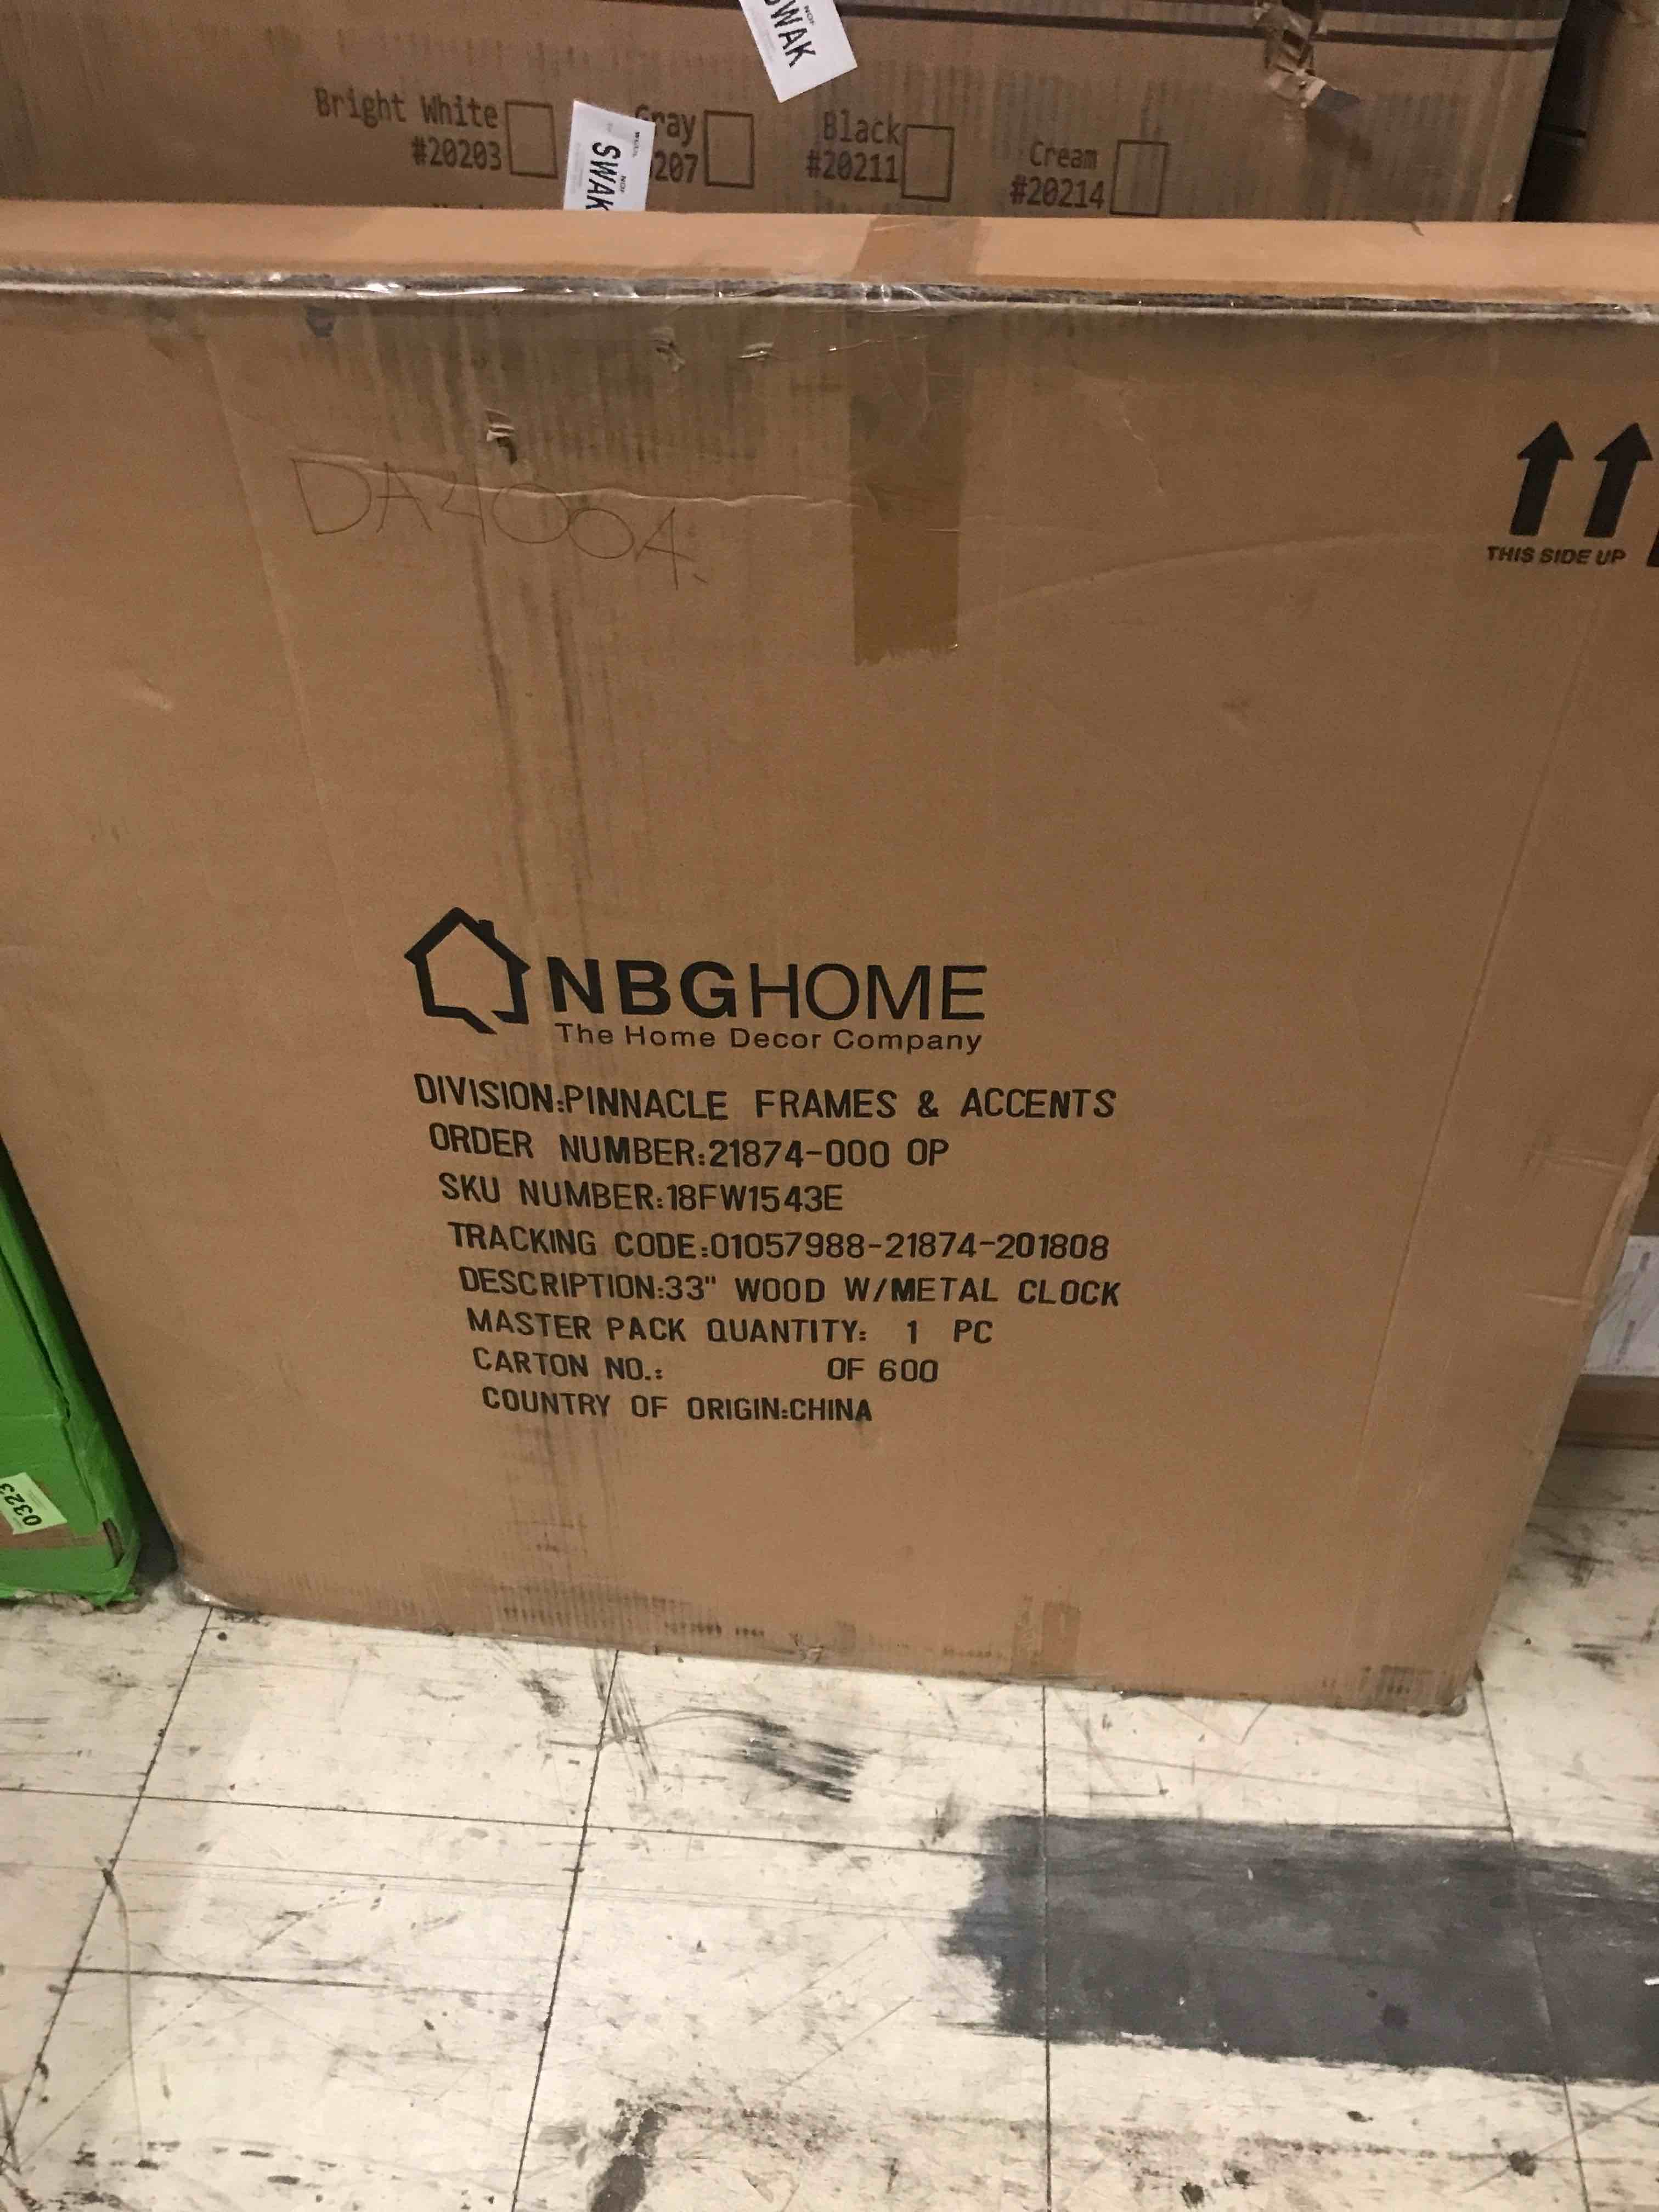 SWAK
Bright White
#20203
Gray
207
Black
#20211
Cream
#20214
SWAK
DA400A.
THIS SIDE UP
NBGHOME
The Home Decor Company
DIVISION:PINNACLE FRAMES & ACCENTS
ORDER NUMBER:21874-000 OP
SKU NUMBER:18FW1543E
TRACKING CODE:01057988-21874-201808
DESCRIPTION:33" WOOD W/METAL CLOCK
MASTER PACK QUANTITY: 1 PC
CARTON NO.: OF 600
COUNTRY OF ORIGIN:CHINA
0323